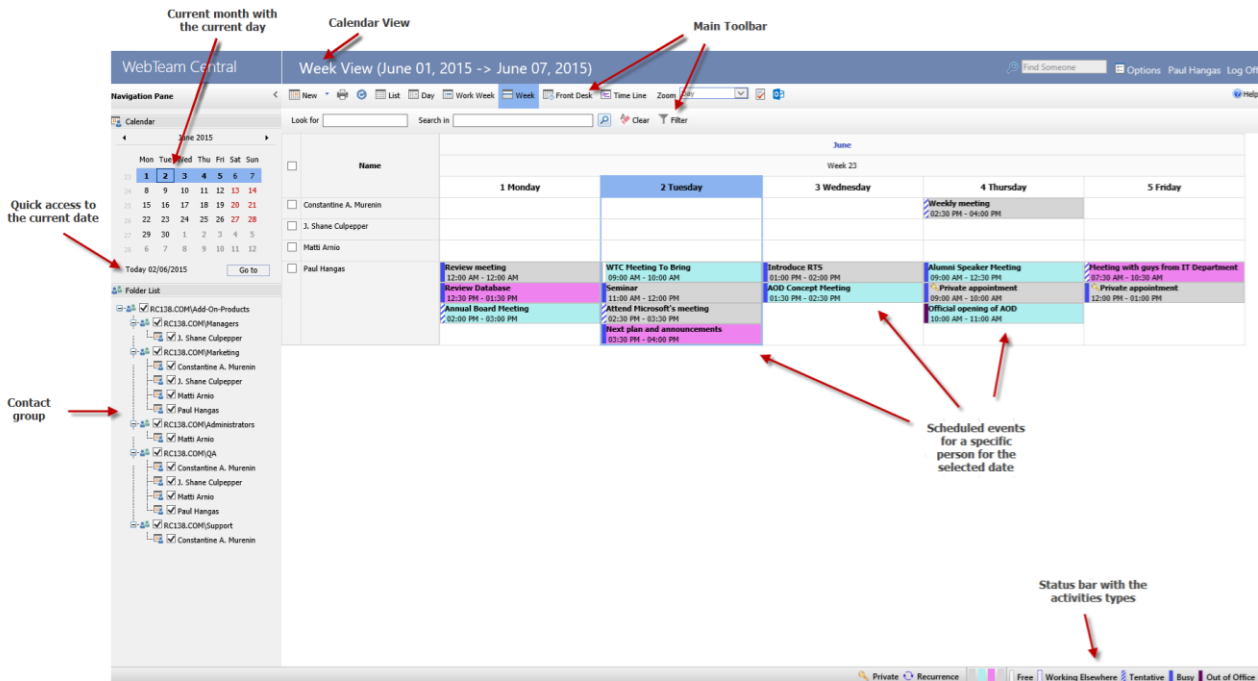 Current month with
the current day
Calendar View
Main Toolbar
WebTeam Central
Week View (June 01, 2015 -> June 07, 2015)
Find Someone
Options Paul Hangas Log Off
Navigation Pane
New List Day Work Week Week Front Desk Time Line Zoom Day
Help
Calendar
Look for Search in Clear Filter
June 2015
Mon Tue Wed Thu Fri Sat Sun
23 1 2 3 4 5 6 7
24 8 9 10 11 12 13 14
25 15 16 17 18 19 20 21
26 22 23 24 25 26 27 28
27 29 30 1 2 3 4 5
28 6 7 8 9 10 11 12
Today 02/06/2015 Go to
Quick access to
the current date
Name
June
Week 23
1 Monday 2 Tuesday 3 Wednesday 4 Thursday 5 Friday
Constantine A. Murenin
Weekly meeting
02:30 PM - 04:00 PM
J. Shane Culpepper
Matti Arnio
Paul Hangas
Review meeting
12:00 AM - 12:00 AM
Review Database
12:30 PM - 01:30 PM
Annual Board Meeting
02:00 PM - 03:00 PM
WTC Meeting To Bring
09:00 AM - 10:00 AM
Seminar
11:00 AM - 12:00 PM
Attend Microsoft's meeting
02:30 PM - 03:30 PM
Next plan and announcements
03:30 PM - 04:00 PM
Introduce RTS
01:00 PM - 02:00 PM
AOD Concept Meeting
01:30 PM - 02:30 PM
Alumni Speaker Meeting
09:00 AM - 12:30 PM
Private appointment
09:00 AM - 10:00 AM
Official opening of AOD
10:00 AM - 11:00 AM
Meeting with guys from IT Department
07:30 AM - 10:30 AM
Private appointment
12:00 PM - 01:00 PM
Folder List
RC138.COM\Add-On-Products
RC138.COM\Managers
J. Shane Culpepper
RC138.COM\Marketing
Constantine A. Murenin
J. Shane Culpepper
Matti Arnio
Paul Hangas
RC138.COM\Administrators
Matti Arnio
RC138.COM\QA
Constantine A. Murenin
J. Shane Culpepper
Matti Arnio
Paul Hangas
RC138.COM\Support
Constantine A. Murenin
Contact
group
Scheduled events
for a specific
person for the
selected date
Status bar with the
activities types
Private Recurrence Free Working Elsewhere Tentative Busy Out of Office